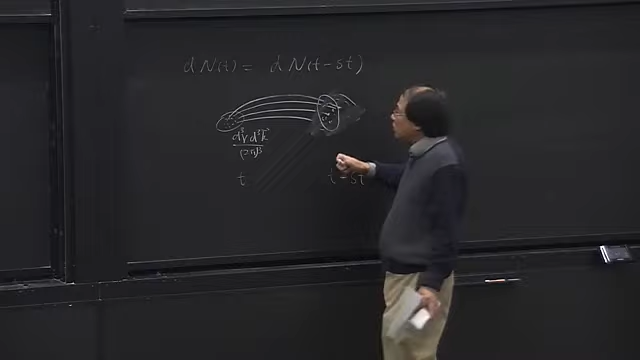 dN(t) = dN(t-δt)
d³r d³k
(2π)³
t
t-δt